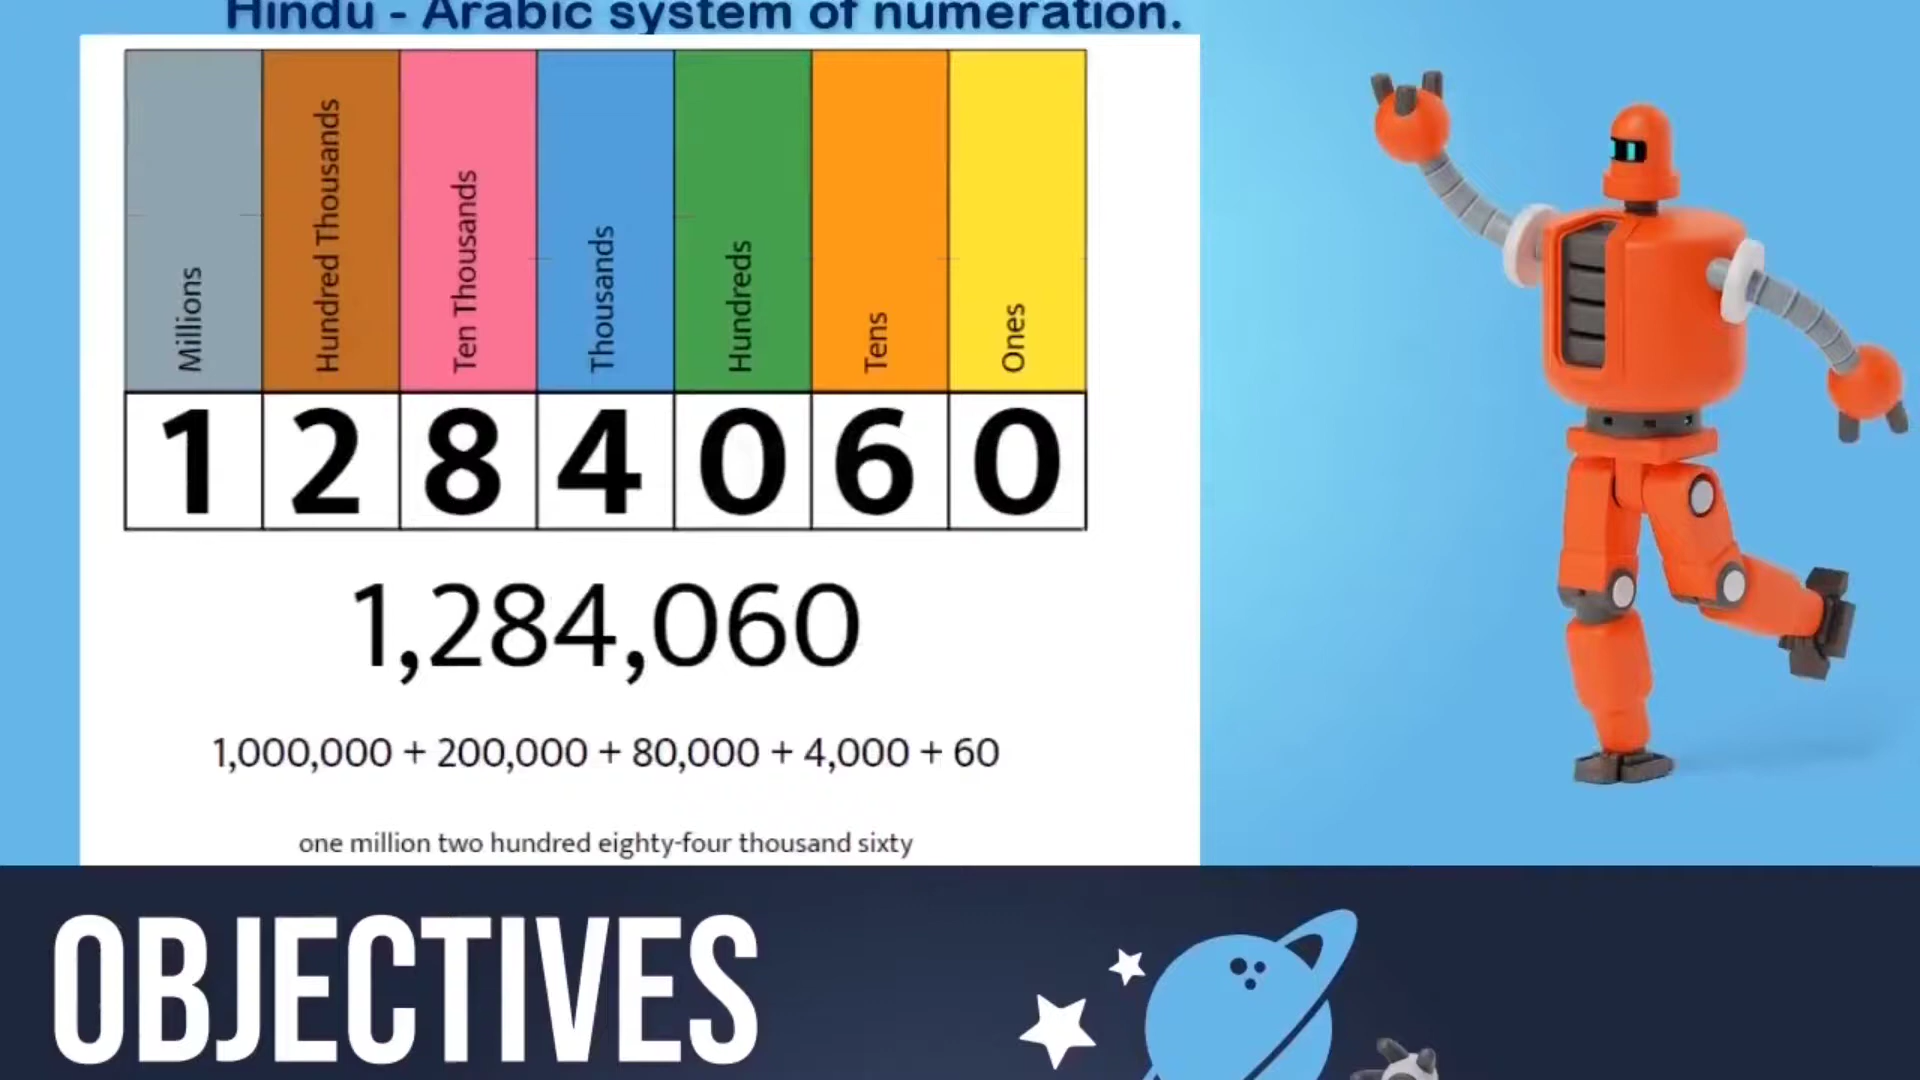 Hindu - Arabic system of numeration.
Millions
Hundred Thousands
Ten Thousands
Thousands
Hundreds
Tens
Ones
1 2 8 4 0 6 0
1,284,060
1,000,000 + 200,000 + 80,000 + 4,000 + 60
one million two hundred eighty-four thousand sixty
OBJECTIVES